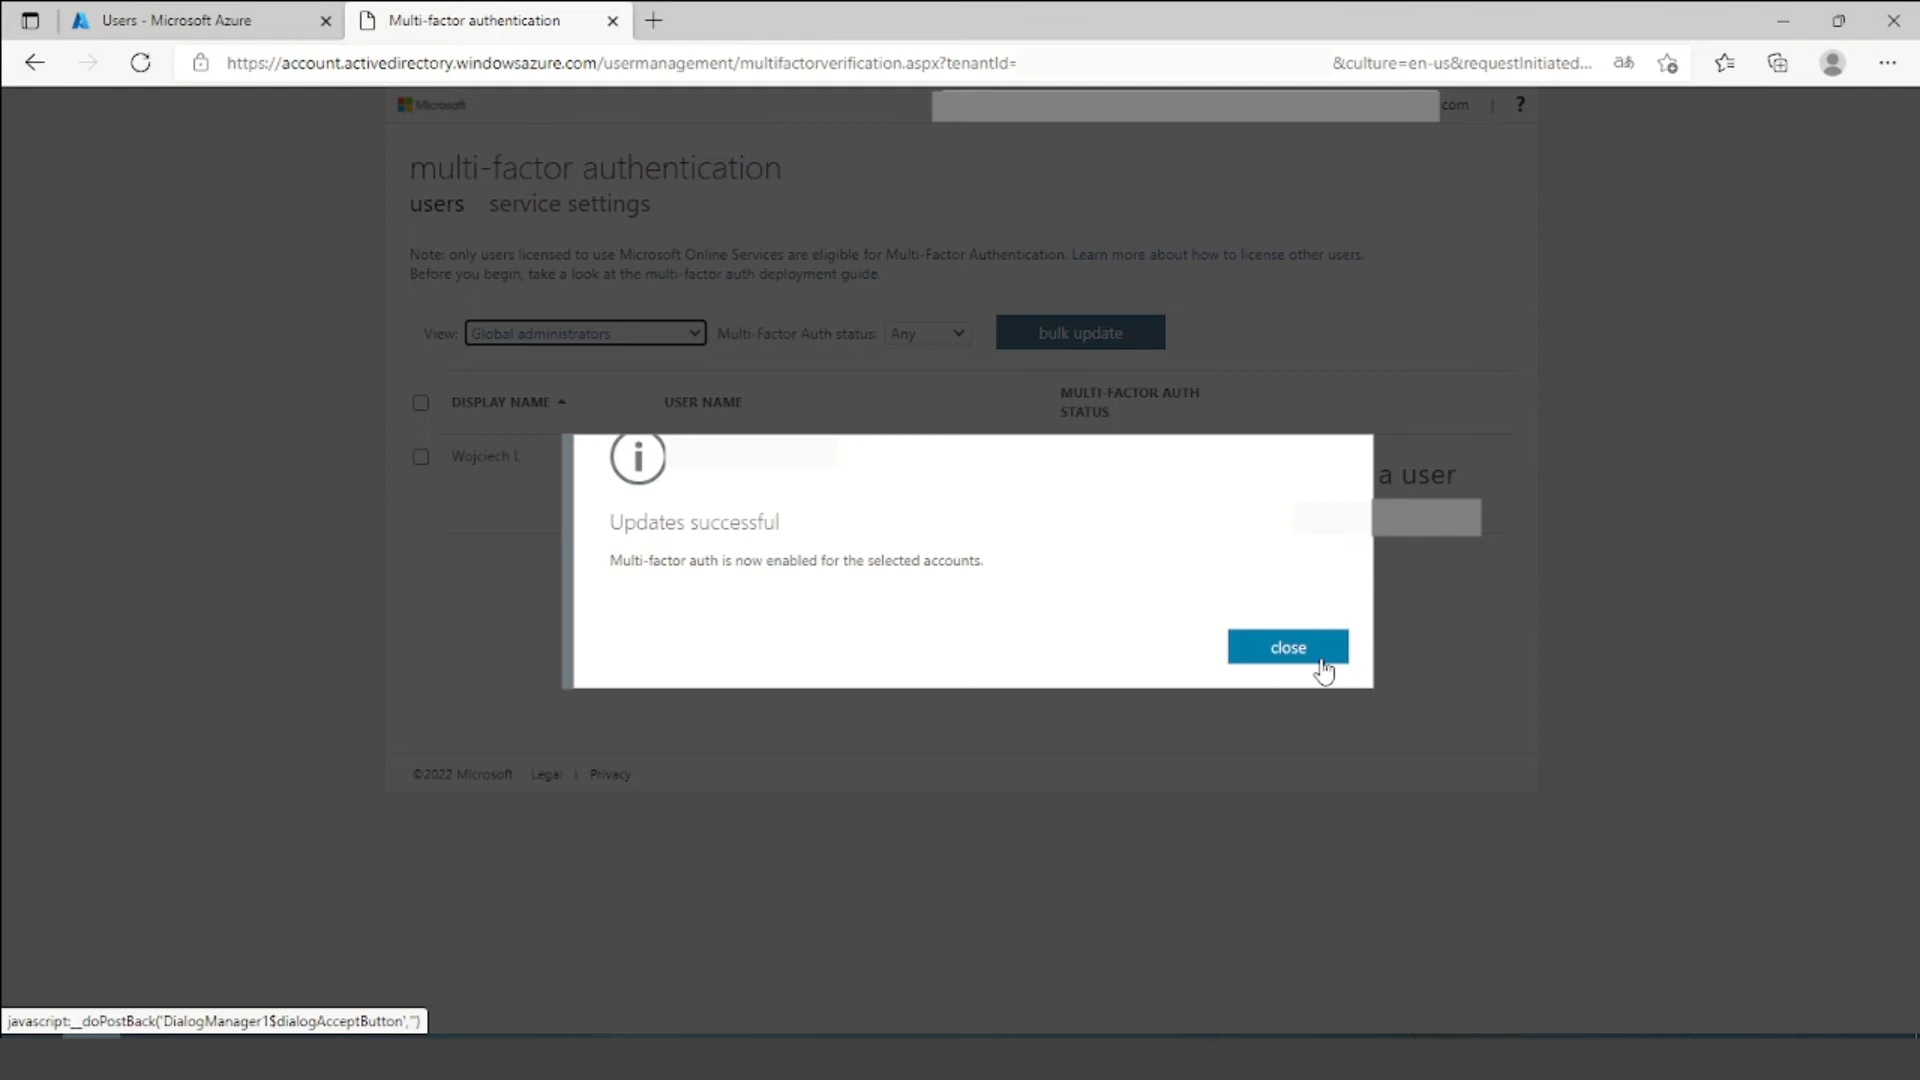 Users - Microsoft Azure
Multi-factor authentication
https://account.activedirectory.windowsazure.com/usermanagement/multifactorverification.aspx?tenantId=
&culture=en-us&requestInitiated...
Microsoft
com | ?
multi-factor authentication
users service settings
Note: only users licensed to use Microsoft Online Services are eligible for Multi-Factor Authentication. Learn more about how to license other users.
Before you begin, take a look at the multi-factor auth deployment guide.
View: Global administrators Multi-Factor Auth status: Any bulk update
DISPLAY NAME USER NAME MULTI-FACTOR AUTH
STATUS
Wojciech L
a user
Updates successful
Multi-factor auth is now enabled for the selected accounts.
close
©2022 Microsoft Legal | Privacy
javascript:__doPostBack('DialogManager1$dialogAcceptButton','')